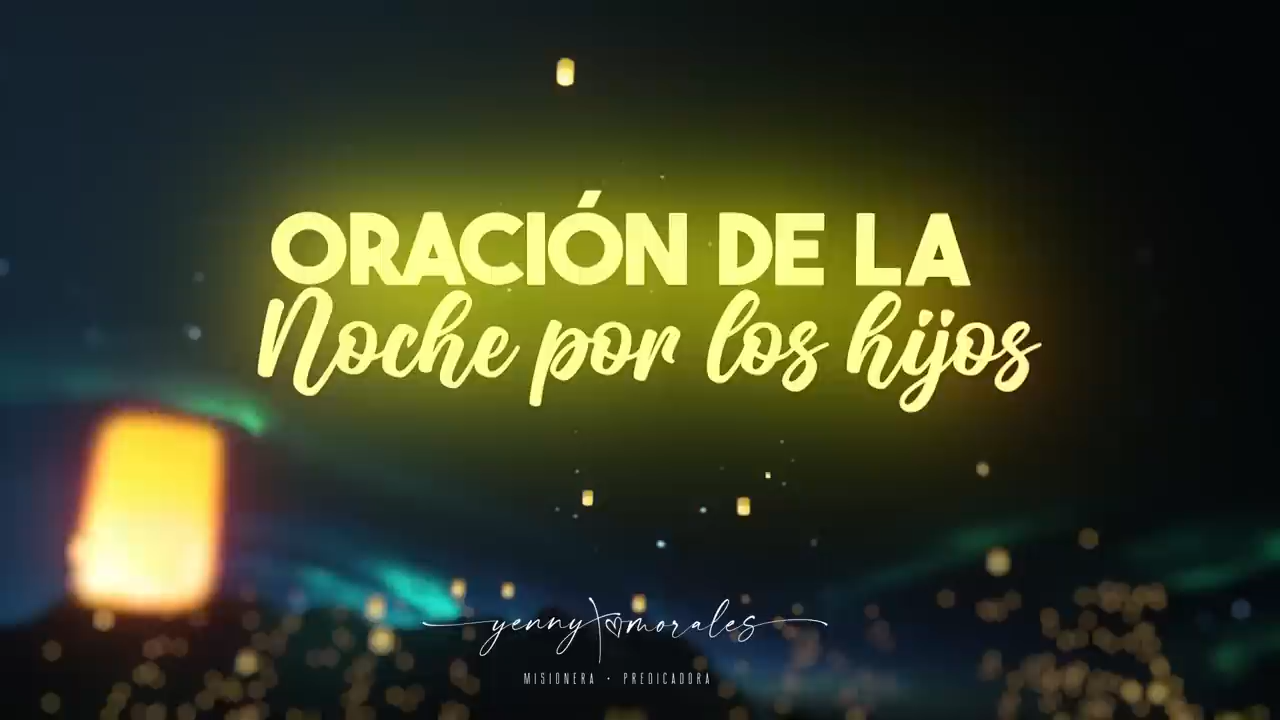 ORACIÓN DE LA
Noche por los hijos
yenny morales
MISIONERA · PREDICADORA